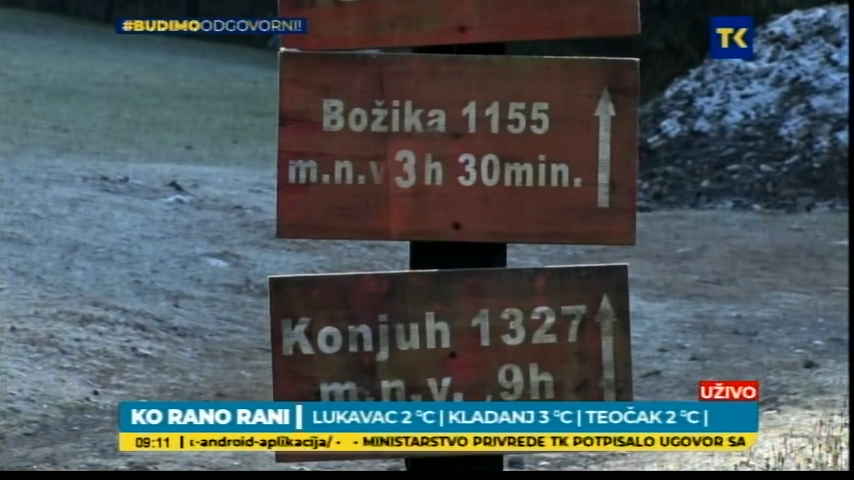 #BUDIMOODGOVORNI!
TK
Božika 1155
m.n.v 3h 30min.
Konjuh 1327
m.n.v. 9h
UŽIVO
KO RANO RANI | LUKAVAC 2 °C | KLADANJ 3 °C | TEOČAK 2 °C |
09:11 | -android-aplikacija/ - - MINISTARSTVO PRIVREDE TK POTPISALO UGOVOR SA